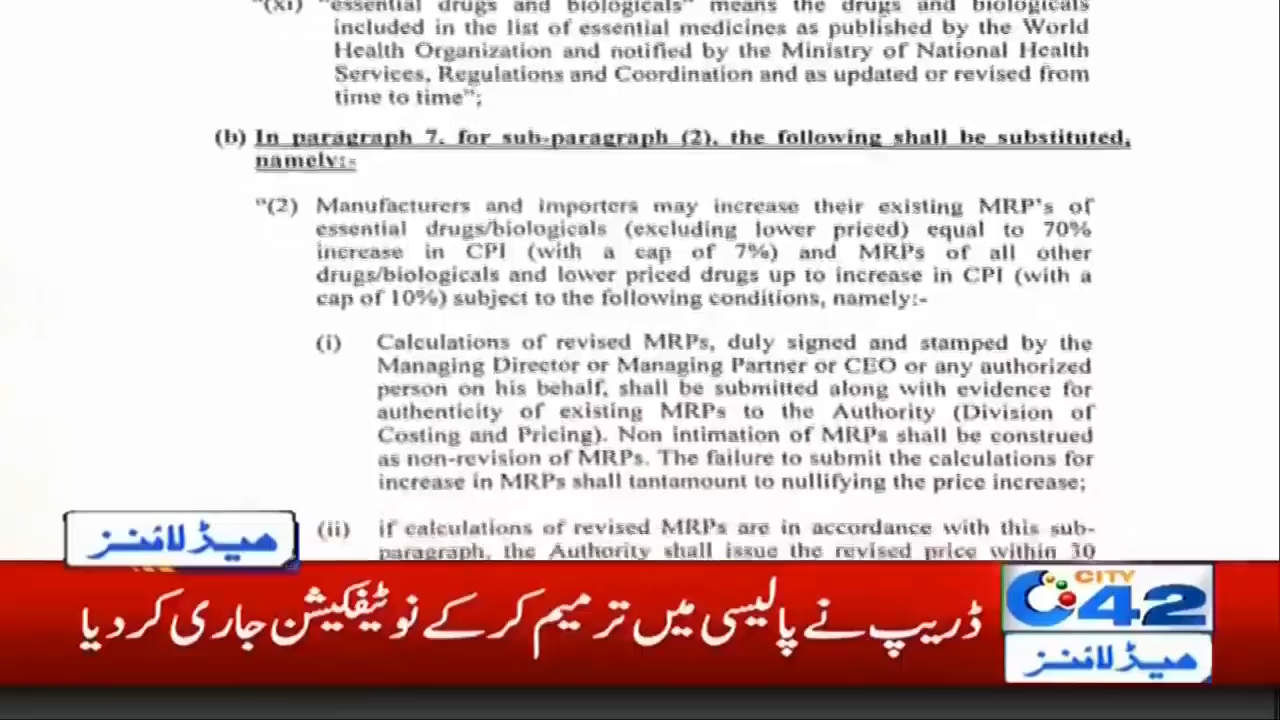 "(xi) "essential drugs and biologicals" means the drugs and biologicals
included in the list of essential medicines as published by the World
Health Organization and notified by the Ministry of National Health
Services, Regulations and Coordination and as updated or revised from
time to time";
(b) In paragraph 7, for sub-paragraph (2), the following shall be substituted,
namely:-
"(2) Manufacturers and importers may increase their existing MRP's of
essential drugs/biologicals (excluding lower priced) equal to 70%
increase in CPI (with a cap of 7%) and MRPs of all other
drugs/biologicals and lower priced drugs up to increase in CPI (with a
cap of 10%) subject to the following conditions, namely:-
(i) Calculations of revised MRPs, duly signed and stamped by the
Managing Director or Managing Partner or CEO or any authorized
person on his behalf, shall be submitted along with evidence for
authenticity of existing MRPs to the Authority (Division of
Costing and Pricing). Non intimation of MRPs shall be construed
as non-revision of MRPs. The failure to submit the calculations for
increase in MRPs shall tantamount to nullifying the price increase;
(ii) if calculations of revised MRPs are in accordance with this sub-
paragraph, the Authority shall issue the revised price within 30
ہیڈلائنز
ڈریپ نے پالیسی میں ترمیم کر کے نوٹیفکیشن جاری کر دیا
CITY
42
ہیڈلائنز